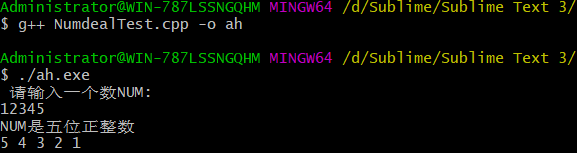 Administrator@WIN-787LSSNGQHM MINGW64 /d/Sublime/Sublime Text 3/
$ g++ NumdealTest.cpp -o ah
Administrator@WIN-787LSSNGQHM MINGW64 /d/Sublime/Sublime Text 3/
$ ./ah.exe
请输入一个数NUM:
12345
NUM是五位正整数
5 4 3 2 1